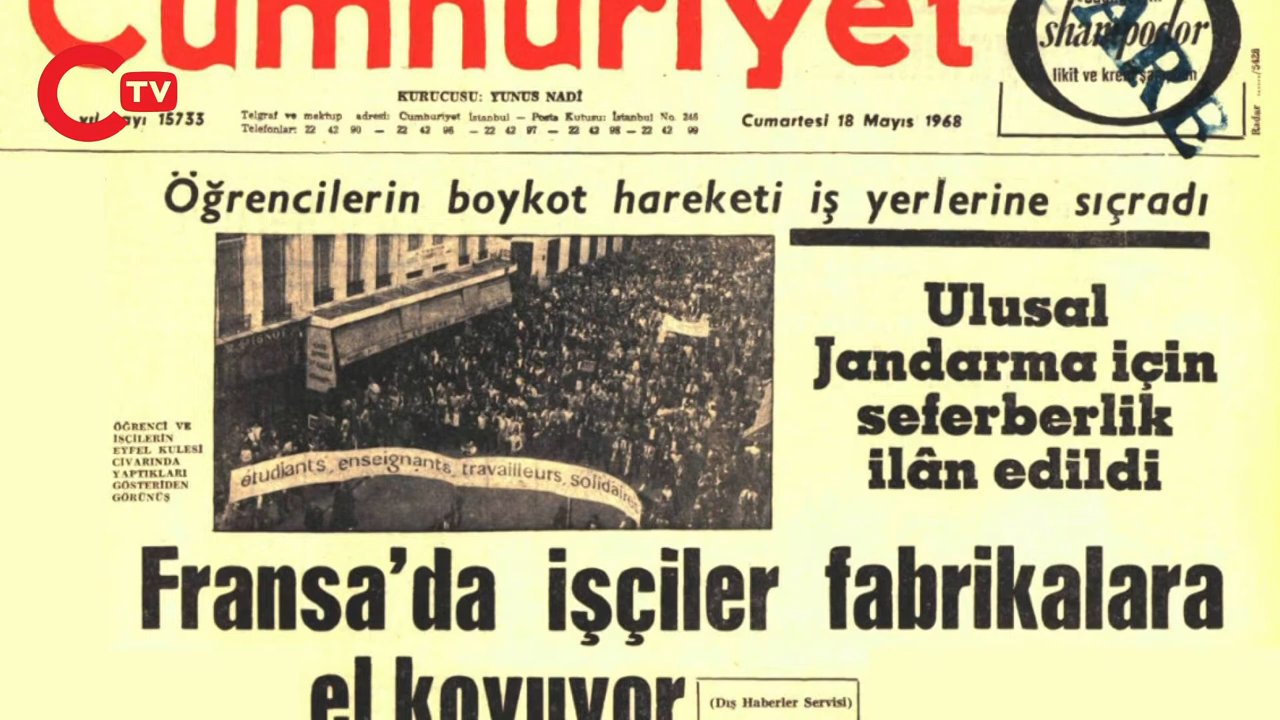 Cumhuriyet
C TV
15733
KURUCUSU: YUNUS NADİ
Telgraf ve mektup adresi: Cumhuriyet İstanbul — Posta Kutusu: İstanbul No. 246
Telefonlar: 22 42 90 — 22 42 96 — 22 42 97 — 22 42 98 — 22 42 99
Cumartesi 18 Mayıs 1968
shampodor
likit ve krem
Radar ....../5428
Öğrencilerin boykot hareketi iş yerlerine sıçradı
Ulusal
Jandarma için
seferberlik
ilân edildi
ÖĞRENCİ VE
İŞÇİLERİN
EYFEL KULESİ
CİVARINDA
YAPTIKLARI
GÖSTERİDEN
GÖRÜNÜŞ
étudiants, enseignants, travailleurs, solidaires
Fransa'da işçiler fabrikalara
el koyuyor
(Dış Haberler Servisi)